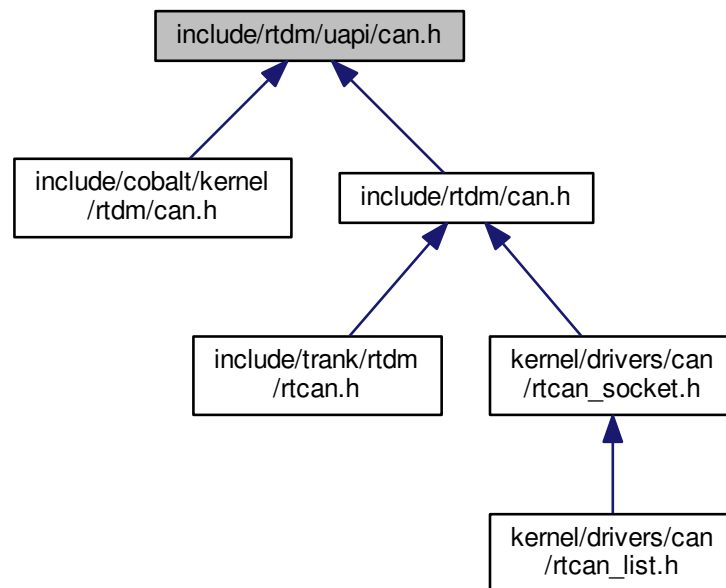 include/rtdm/uapi/can.h
include/cobalt/kernel
/rtdm/can.h
include/rtdm/can.h
include/trank/rtdm
/rtcan.h
kernel/drivers/can
/rtcan_socket.h
kernel/drivers/can
/rtcan_list.h